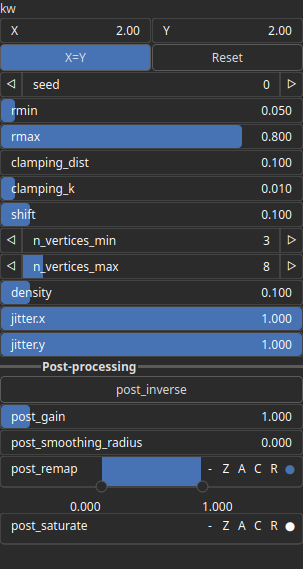 kw
X 2.00 Y 2.00
X=Y Reset
seed 0
rmin 0.050
rmax 0.800
clamping_dist 0.100
clamping_k 0.010
shift 0.100
n_vertices_min 3
n_vertices_max 8
density 0.100
jitter.x 1.000
jitter.y 1.000
Post-processing
post_inverse
post_gain 1.000
post_smoothing_radius 0.000
post_remap - Z A C R
0.000 1.000
post_saturate - Z A C R